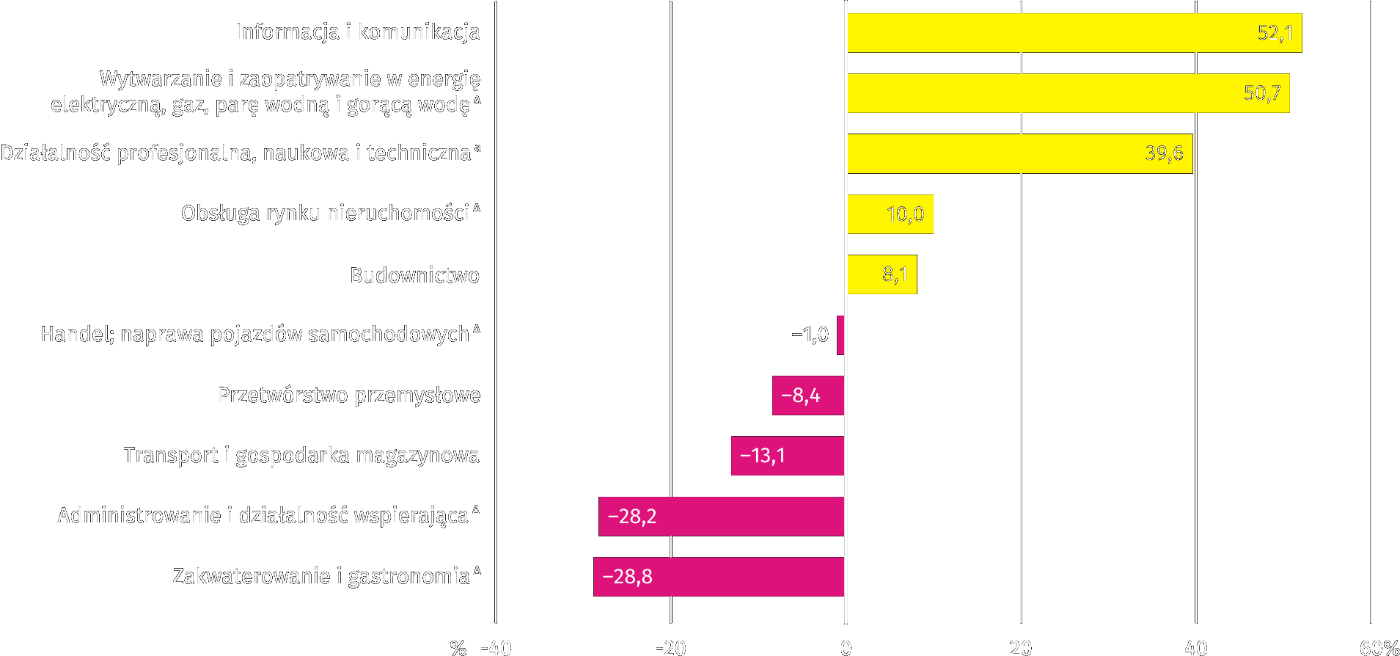 Informacja i komunikacja 52,1
Wytwarzanie i zaopatrywanie w energię
elektryczną, gaz, parę wodną i gorącą wodę Δ 50,7
Działalność profesjonalna, naukowa i techniczna 39,6
Obsługa rynku nieruchomości Δ 10,0
Budownictwo 8,1
Handel; naprawa pojazdów samochodowych Δ −1,0
Przetwórstwo przemysłowe −8,4
Transport i gospodarka magazynowa −13,1
Administrowanie i działalność wspierająca Δ −28,2
Zakwaterowanie i gastronomia Δ −28,8
% -40 -20 0 20 40 60%